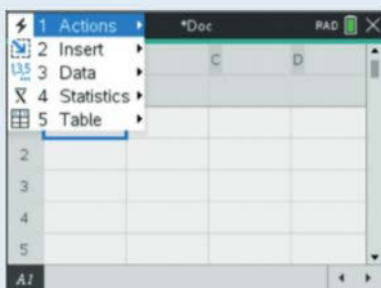 1 Actions *Doc RAD
2 Insert C D
3 Data
4 Statistics
5 Table
2
3
4
5
A1